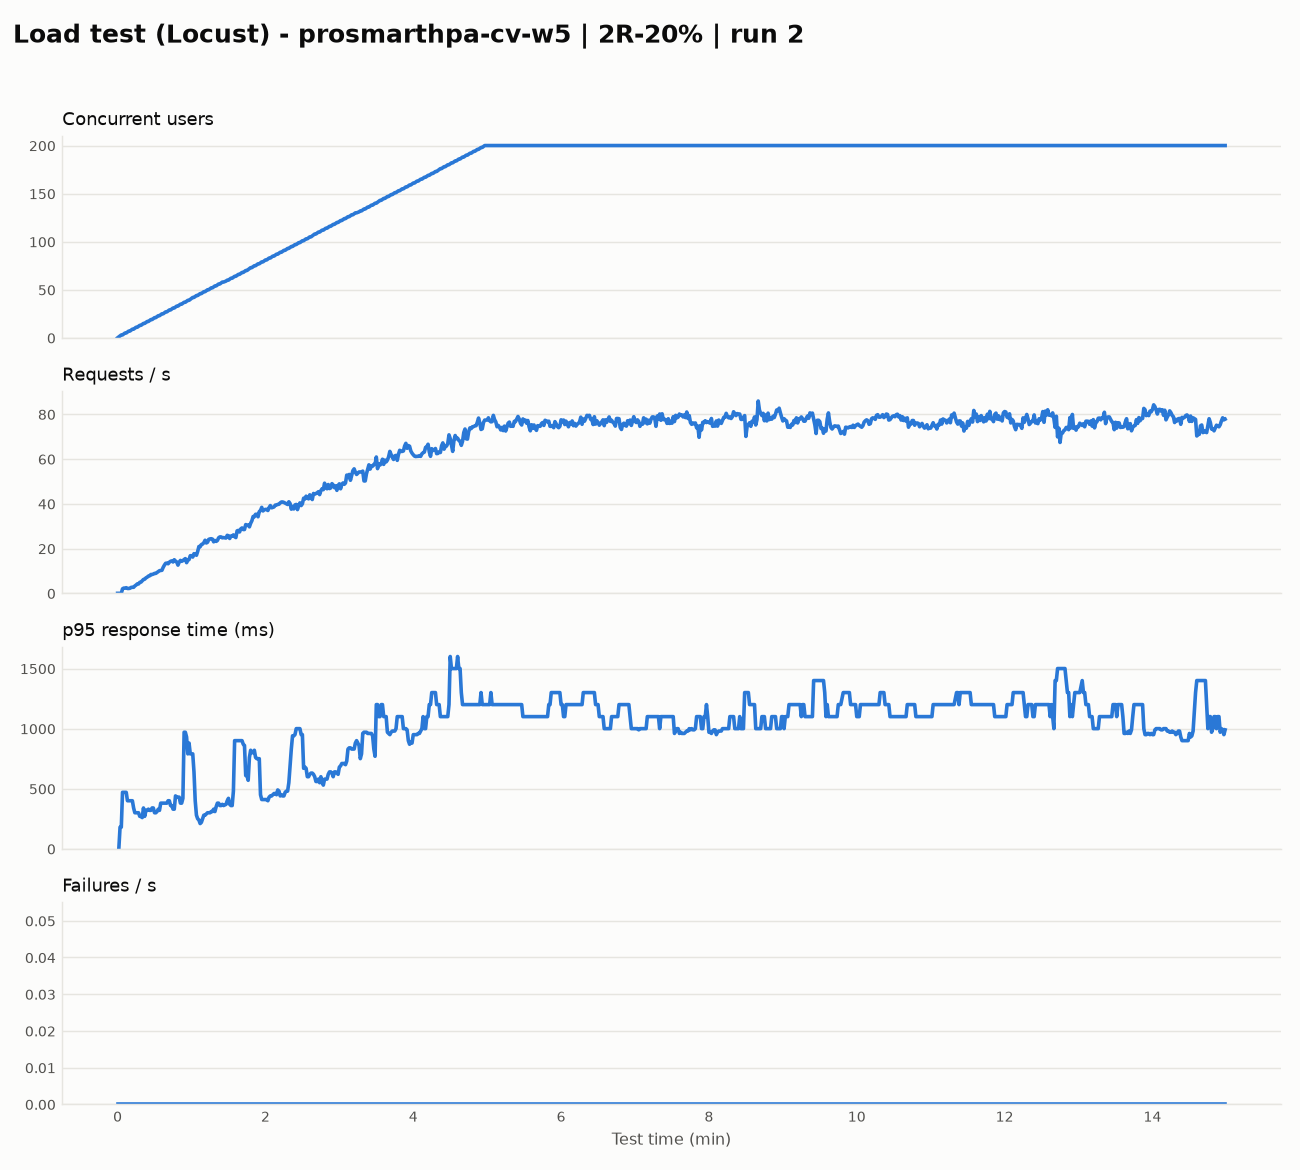 Load test (Locust) - prosmarthpa-cv-w5 | 2R-20% | run 2
Concurrent users
200
150
100
50
0
Requests / s
80
60
40
20
0
p95 response time (ms)
1500
1000
500
0
Failures / s
0.05
0.04
0.03
0.02
0.01
0.00
0 2 4 6 8 10 12 14
Test time (min)